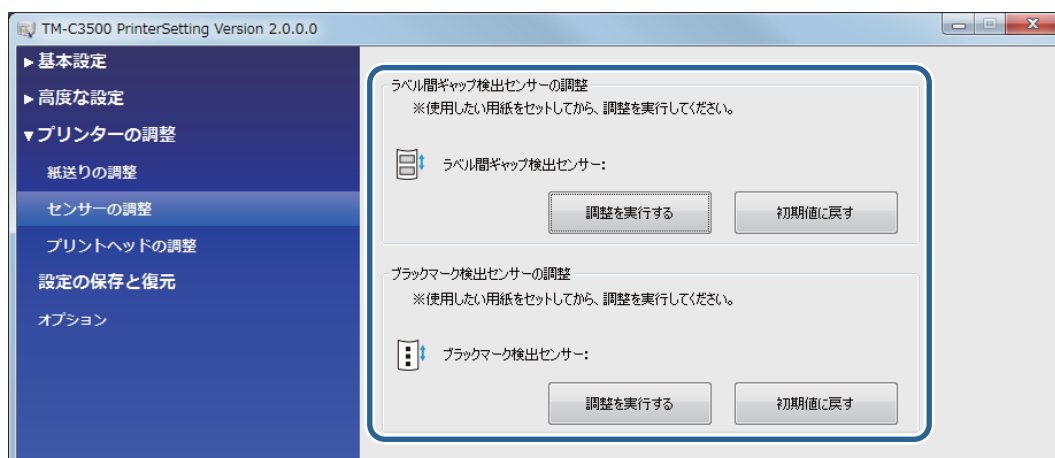 TM-C3500 PrinterSetting Version 2.0.0.0
▶基本設定
▶高度な設定
▼プリンターの調整
紙送りの調整
センサーの調整
プリントヘッドの調整
設定の保存と復元
オプション
ラベル間ギャップ検出センサーの調整
※使用したい用紙をセットしてから、調整を実行してください。
ラベル間ギャップ検出センサー:
調整を実行する
初期値に戻す
ブラックマーク検出センサーの調整
※使用したい用紙をセットしてから、調整を実行してください。
ブラックマーク検出センサー:
調整を実行する
初期値に戻す